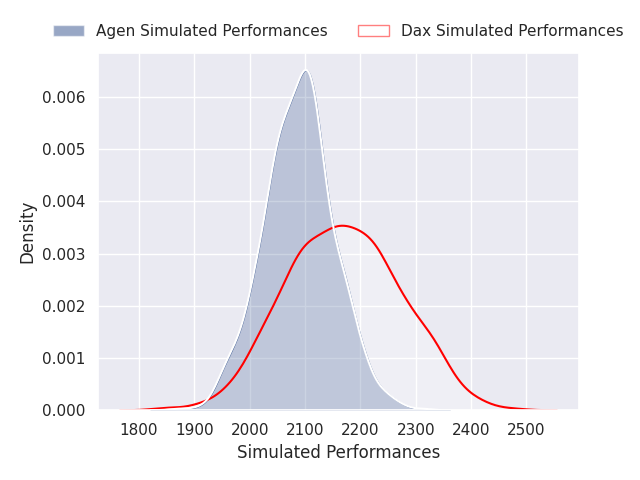 Agen Simulated Performances
Dax Simulated Performances
0.006
0.005
0.004
0.003
0.002
0.001
0.000
Density
1800 1900 2000 2100 2200 2300 2400 2500
Simulated Performances